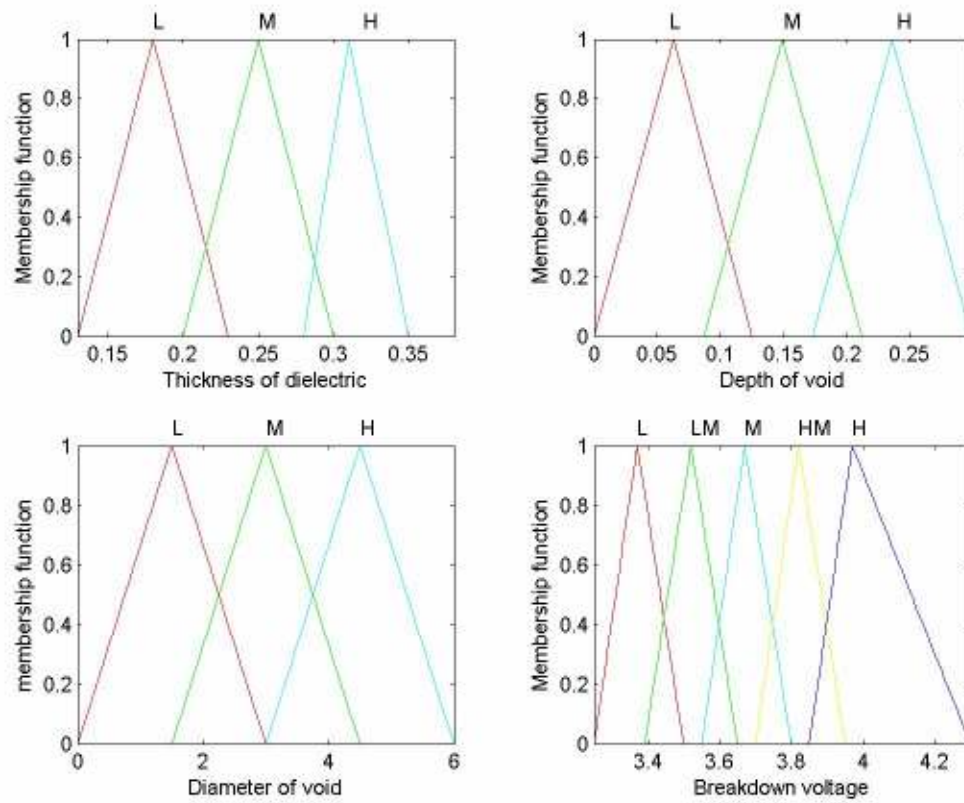 L M H
1
0.8
0.6
0.4
0.2
0
Membership function
0.15 0.2 0.25 0.3 0.35
Thickness of dielectric
L M H
1
0.8
0.6
0.4
0.2
0
Membership function
0 0.05 0.1 0.15 0.2 0.25
Depth of void
L M H
1
0.8
0.6
0.4
0.2
0
membership function
0 2 4 6
Diameter of void
L LM M HM H
1
0.8
0.6
0.4
0.2
0
Membership function
3.4 3.6 3.8 4 4.2
Breakdown voltage